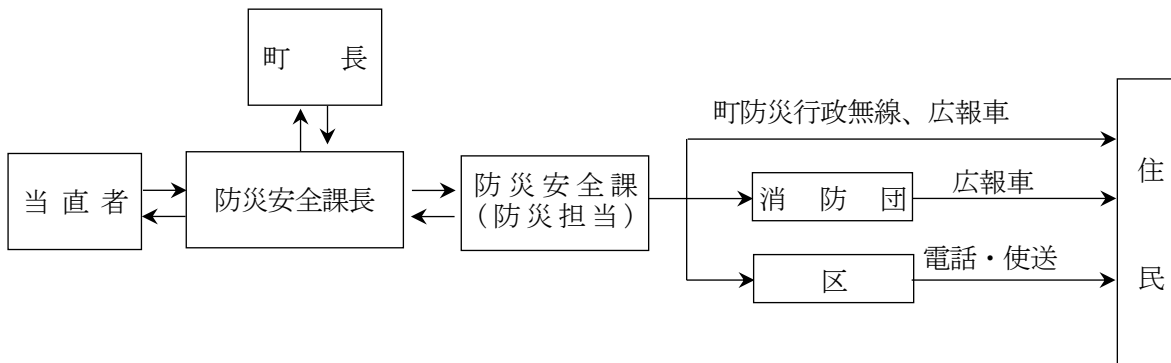 町長
町防災行政無線、広報車
当直者
防災安全課長
防災安全課
(防災担当)
消防団
広報車
区
電話・使送
住民